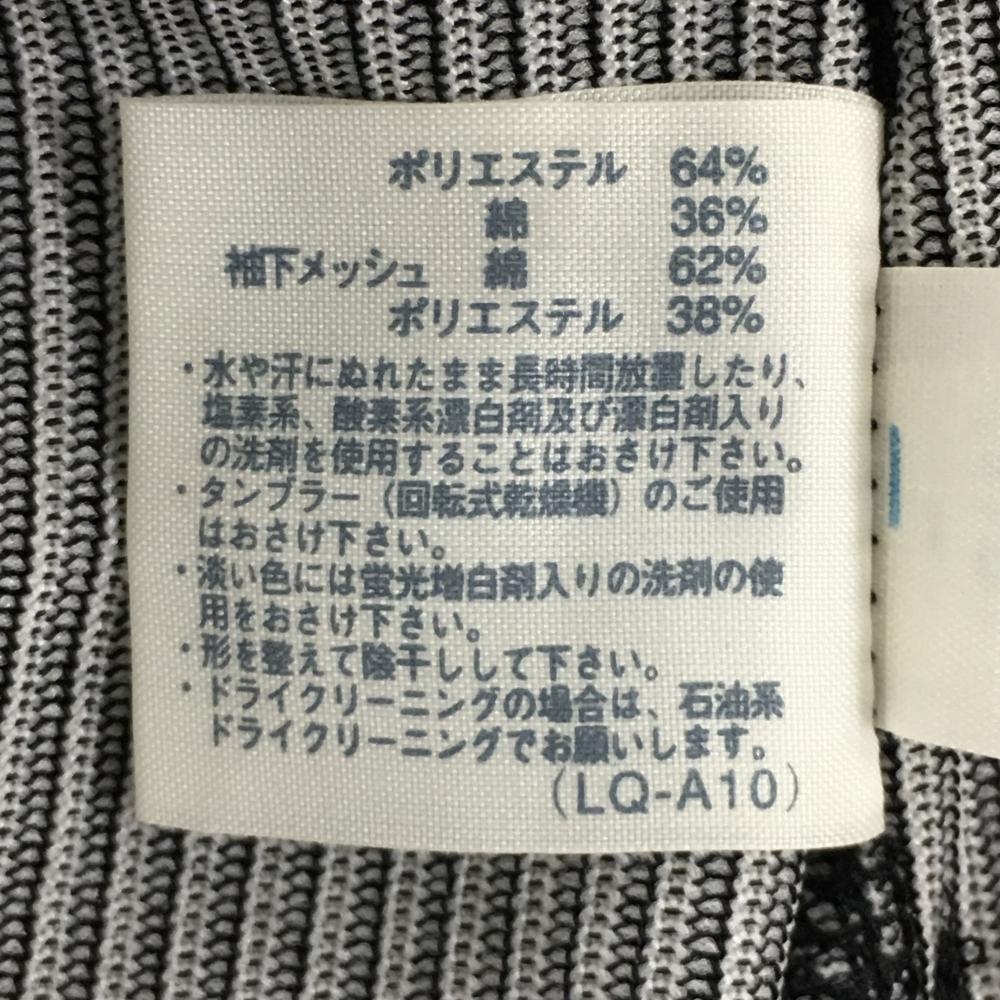 ポリエステル 64%
綿 36%
袖下メッシュ 綿 62%
ポリエステル 38%
・水や汗にぬれたまま長時間放置したり、
塩素系、酸素系漂白剤及び漂白剤入り
の洗剤を使用することはおさけ下さい。
・タンブラー（回転式乾燥機）のご使用
はおさけ下さい。
・淡い色には蛍光増白剤入りの洗剤の使
用をおさけ下さい。
・形を整えて陰干しして下さい。
・ドライクリーニングの場合は、石油系
ドライクリーニングでお願いします。
（LQ-A10）